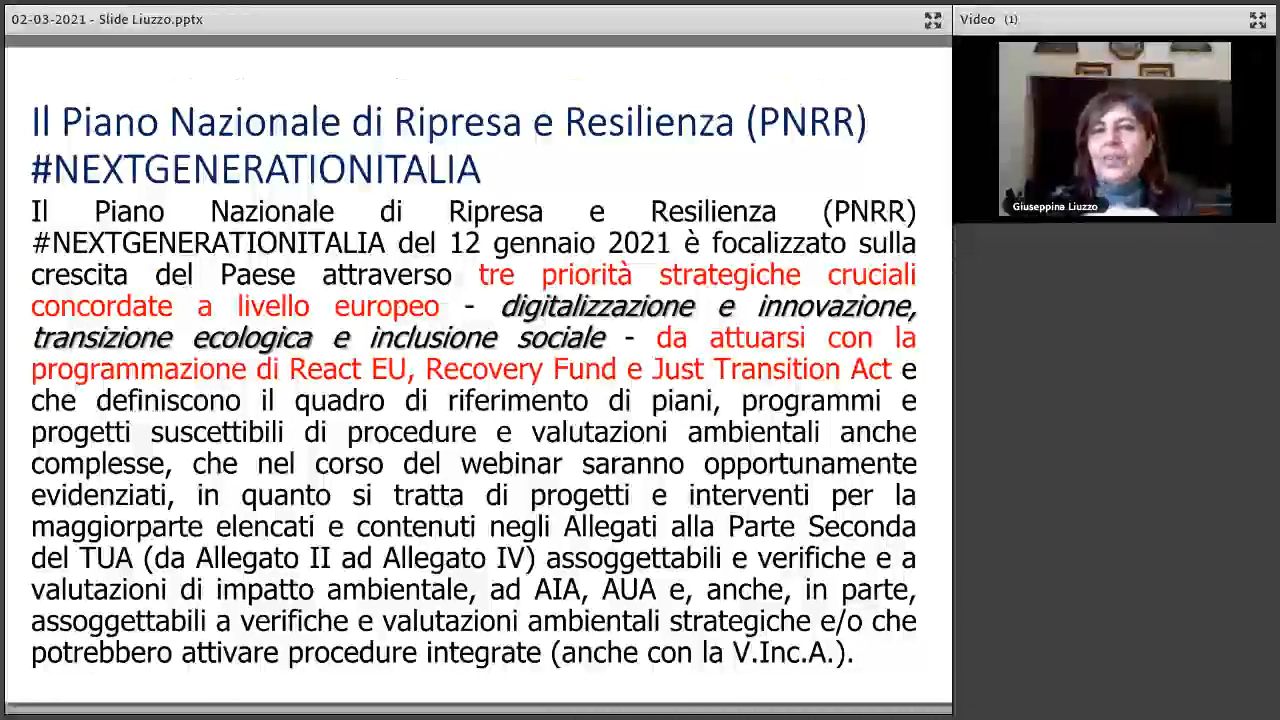 02-03-2021 - Slide Liuzzo.pptx
Video (1)
Il Piano Nazionale di Ripresa e Resilienza (PNRR)
#NEXTGENERATIONITALIA
Il Piano Nazionale di Ripresa e Resilienza (PNRR)
#NEXTGENERATIONITALIA del 12 gennaio 2021 è focalizzato sulla
crescita del Paese attraverso tre priorità strategiche cruciali
concordate a livello europeo - digitalizzazione e innovazione,
transizione ecologica e inclusione sociale - da attuarsi con la
programmazione di React EU, Recovery Fund e Just Transition Act e
che definiscono il quadro di riferimento di piani, programmi e
progetti suscettibili di procedure e valutazioni ambientali anche
complesse, che nel corso del webinar saranno opportunamente
evidenziati, in quanto si tratta di progetti e interventi per la
maggiorparte elencati e contenuti negli Allegati alla Parte Seconda
del TUA (da Allegato II ad Allegato IV) assoggettabili e verifiche e a
valutazioni di impatto ambientale, ad AIA, AUA e, anche, in parte,
assoggettabili a verifiche e valutazioni ambientali strategiche e/o che
potrebbero attivare procedure integrate (anche con la V.Inc.A.).
Giuseppina Liuzzo